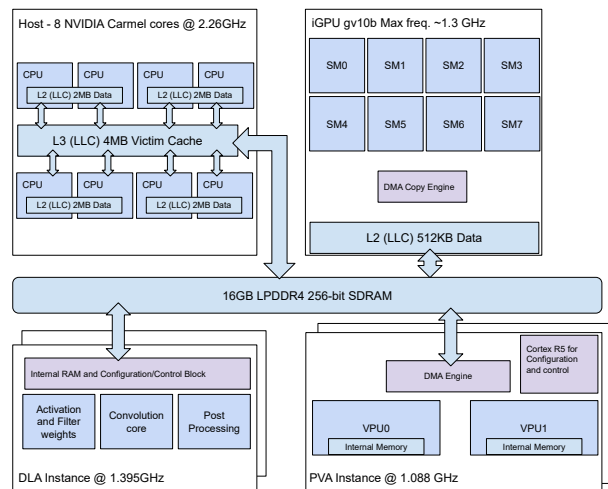 Host - 8 NVIDIA Carmel cores @ 2.26GHz
CPU CPU CPU CPU
L2 (LLC) 2MB Data L2 (LLC) 2MB Data
L3 (LLC) 4MB Victim Cache
CPU CPU CPU CPU
L2 (LLC) 2MB Data L2 (LLC) 2MB Data
iGPU gv10b Max freq. ~1.3 GHz
SM0 SM1 SM2 SM3
SM4 SM5 SM6 SM7
DMA Copy Engine
L2 (LLC) 512KB Data
16GB LPDDR4 256-bit SDRAM
Internal RAM and Configuration/Control Block
Activation
and Filter
weights
Convolution
core
Post
Processing
DLA Instance @ 1.395GHz
DMA Engine
Cortex R5 for
Configuration
and control
VPU0 VPU1
Internal Memory Internal Memory
PVA Instance @ 1.088 GHz